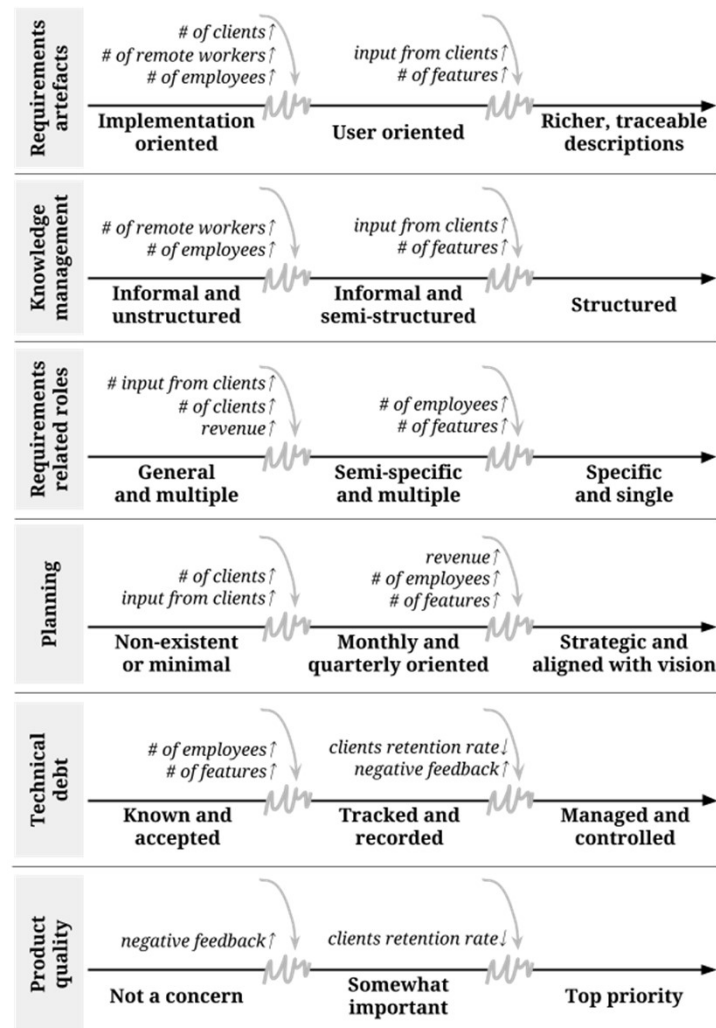 Requirements
artefacts
# of clients↑
# of remote workers↑
# of employees↑
input from clients↑
# of features↑
Implementation
oriented
User oriented
Richer, traceable
descriptions
Knowledge
management
# of remote workers↑
# of employees↑
input from clients↑
# of features↑
Informal and
unstructured
Informal and
semi-structured
Structured
Requirements
related roles
# input from clients↑
# of clients↑
revenue↑
# of employees↑
# of features↑
General
and multiple
Semi-specific
and multiple
Specific
and single
Planning
# of clients↑
input from clients↑
revenue↑
# of employees↑
# of features↑
Non-existent
or minimal
Monthly and
quarterly oriented
Strategic and
aligned with vision
Technical
debt
# of employees↑
# of features↑
clients retention rate↓
negative feedback↑
Known and
accepted
Tracked and
recorded
Managed and
controlled
Product
quality
negative feedback↑
clients retention rate↓
Not a concern
Somewhat
important
Top priority